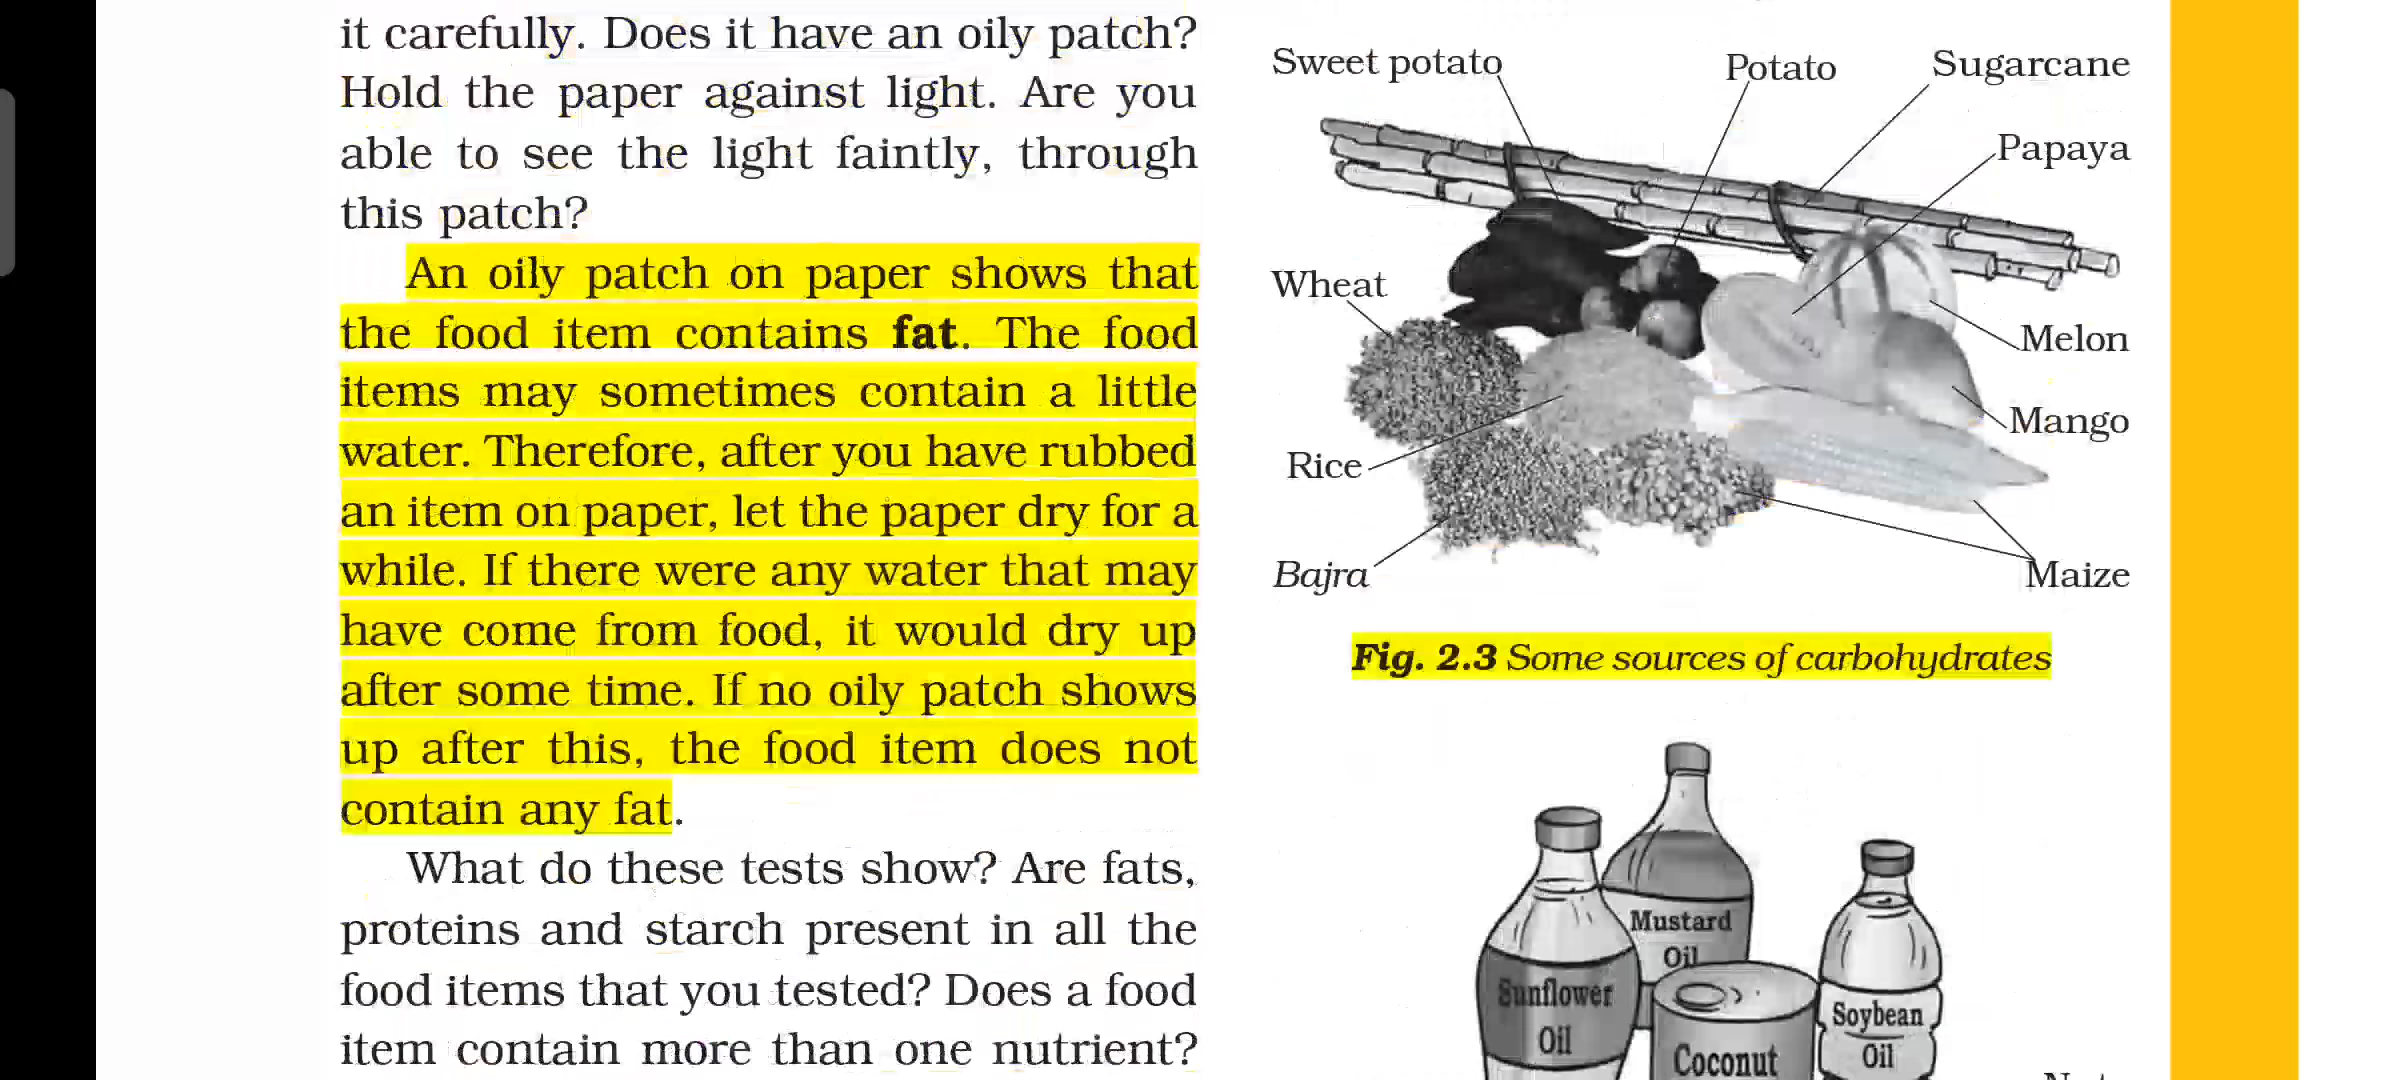 it carefully. Does it have an oily patch?
Hold the paper against light. Are you
able to see the light faintly, through
this patch?
An oily patch on paper shows that
the food item contains fat. The food
items may sometimes contain a little
water. Therefore, after you have rubbed
an item on paper, let the paper dry for a
while. If there were any water that may
have come from food, it would dry up
after some time. If no oily patch shows
up after this, the food item does not
contain any fat.
What do these tests show? Are fats,
proteins and starch present in all the
food items that you tested? Does a food
item contain more than one nutrient?
Sweet potato
Potato
Sugarcane
Papaya
Wheat
Melon
Mango
Rice
Bajra
Maize
Fig. 2.3 Some sources of carbohydrates
Mustard
Oil
Sunflower
Oil
Soybean
Oil
Coconut